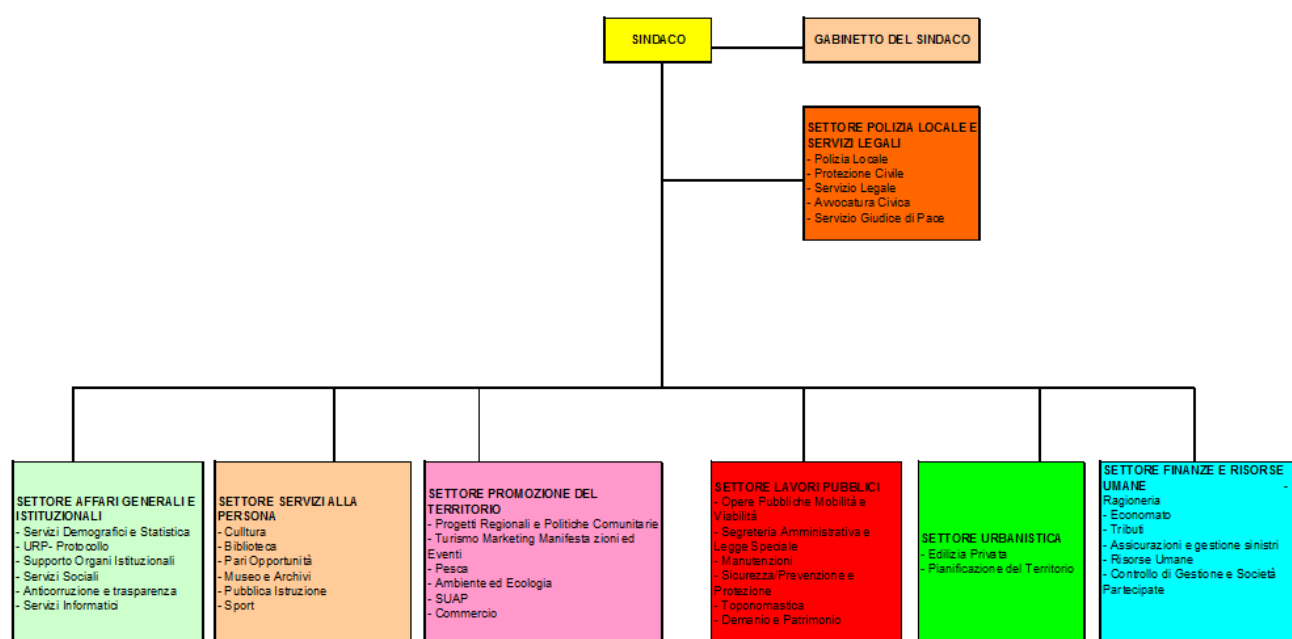 SINDACO
GABINETTO DEL SINDACO
SETTORE POLIZIA LOCALE E
SERVIZI LEGALI
- Polizia Locale
- Protezione Civile
- Servizio Legale
- Avvocatura Civica
- Servizio Giudice di Pace
SETTORE AFFARI GENERALI E
ISTITUZIONALI
- Servizi Demografici e Statistica
- URP- Protocollo
- Supporto Organi Istituzionali
- Servizi Sociali
- Anticorruzione e trasparenza
- Servizi Informatici
SETTORE SERVIZI ALLA
PERSONA
- Cultura
- Biblioteca
- Pari Opportunità
- Museo e Archivi
- Pubblica Istruzione
- Sport
SETTORE PROMOZIONE DEL
TERRITORIO
- Progetti Regionali e Politiche Comunitarie
- Turismo Marketing Manifesta zioni ed
Eventi
- Pesca
- Ambiente ed Ecologia
- SUAP
- Commercio
SETTORE LAVORI PUBBLICI
- Opere Pubbliche Mobilità e
Viabilità
- Segreteria Amministrativa e
Legge Speciale
- Manutenzioni
- Sicurezza/Prevenzione e
Protezione
- Toponomastica
- Demanio e Patrimonio
SETTORE URBANISTICA
- Edilizia Privata
- Pianificazione del Territorio
SETTORE FINANZE E RISORSE
UMANE -
Ragioneria
- Economato
- Tributi
- Assicurazioni e gestione sinistri
- Risorse Umane
- Controllo di Gestione e Società
Partecipate